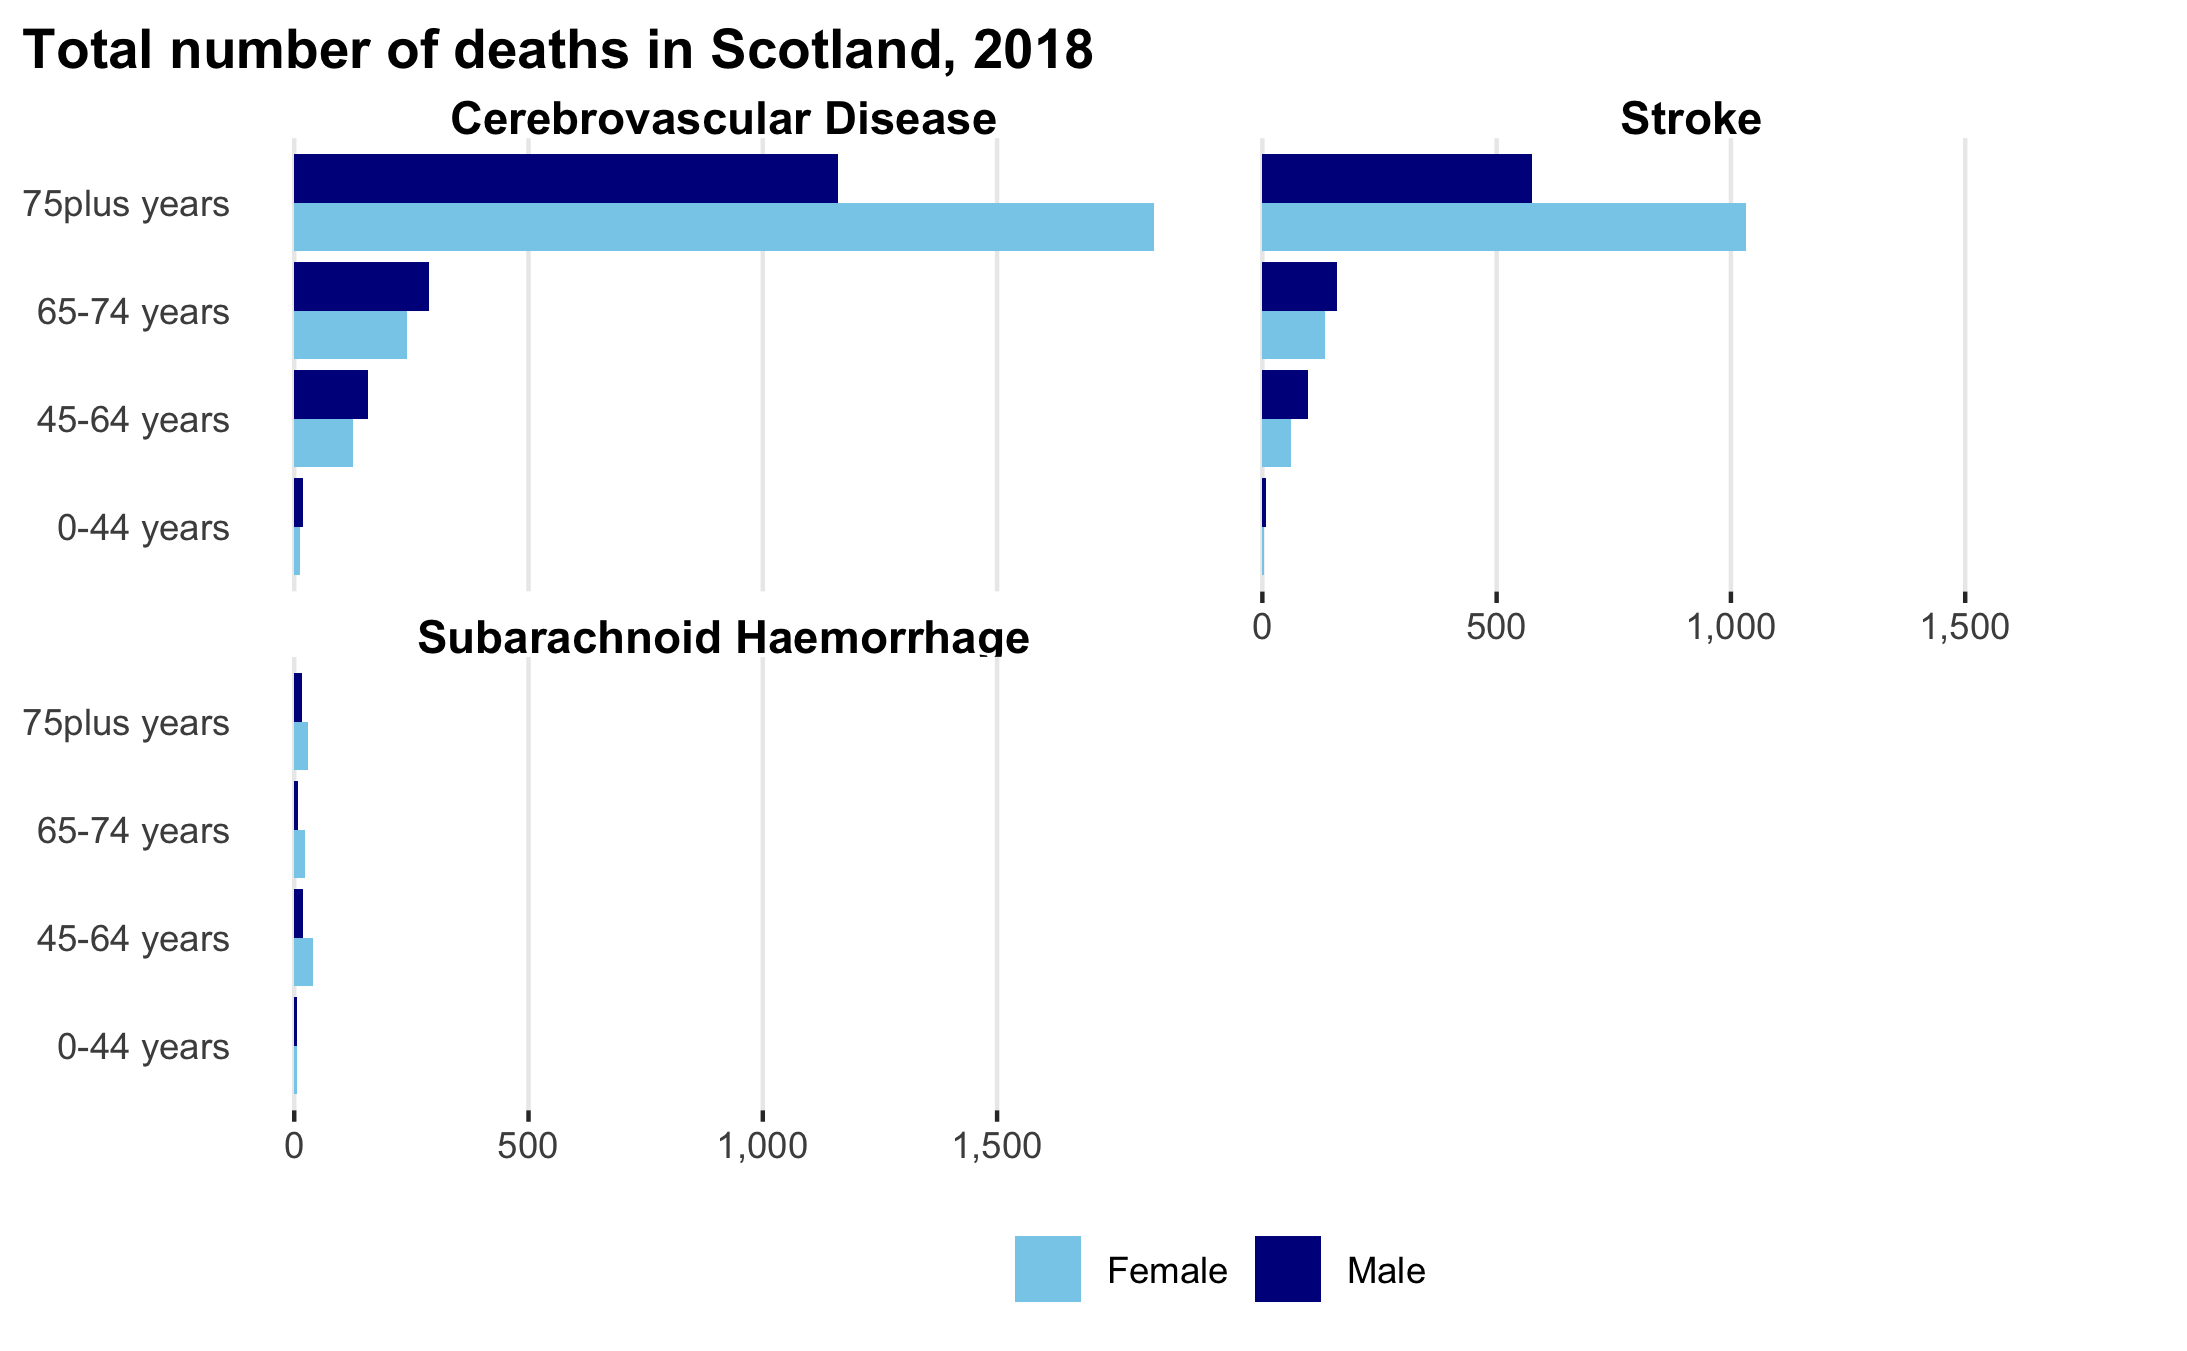 Total number of deaths in Scotland, 2018
Cerebrovascular Disease
75plus years
65-74 years
45-64 years
0-44 years
Stroke
0 500 1,000 1,500
Subarachnoid Haemorrhage
75plus years
65-74 years
45-64 years
0-44 years
0 500 1,000 1,500
Female Male